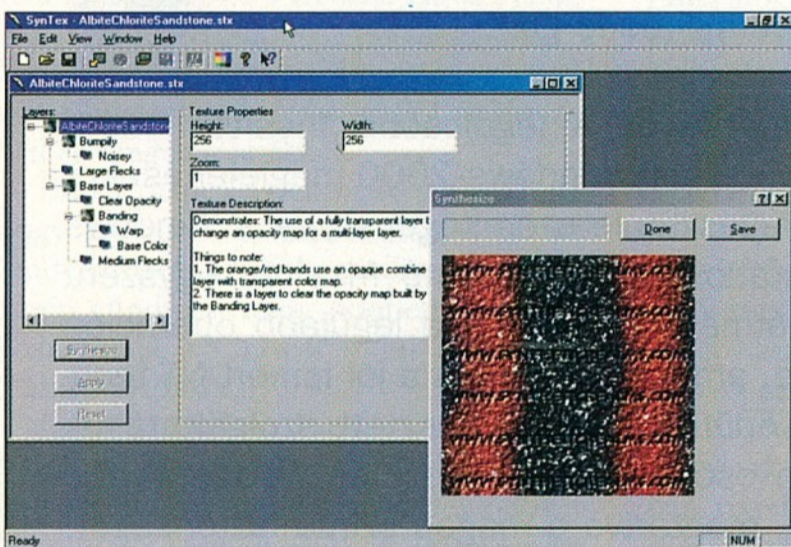 SynTex - AlbiteChloriteSandstone.stx
File Edit View Window Help
AlbiteChloriteSandstone.stx
Layers:
AlbiteChloriteSandstone
Bumpily
Noisey
Large Flecks
Base Layer
Clear Opacity
Banding
Warp
Base Color
Medium Flecks
Synthesize
Apply
Reset
Texture Properties
Height:
256
Width:
256
Zoom:
1
Texture Description:
Demonstrates: The use of a fully transparent layer t
change an opacity map for a multi-layer layer.
Things to note:
1. The orange/red bands use an opaque combine
layer with transparent color map.
2. There is a layer to clear the opacity map built by
the Banding Layer.
Synthesize
Done
Save
Ready
NUM